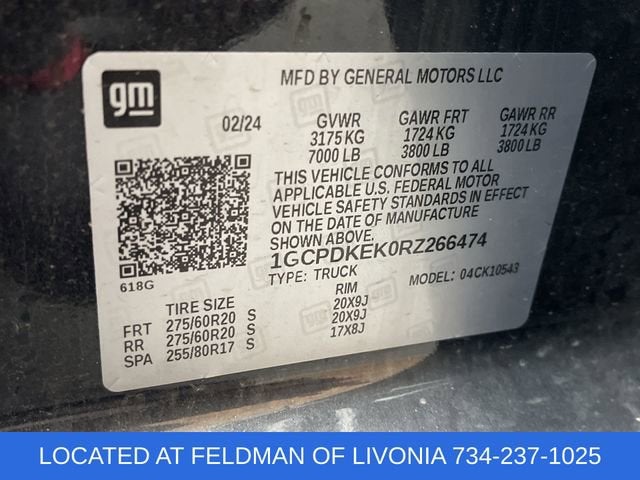 gm
MFD BY GENERAL MOTORS LLC
02/24 GVWR GAWR FRT GAWR RR
3175 KG 1724 KG 1724 KG
7000 LB 3800 LB 3800 LB
THIS VEHICLE CONFORMS TO ALL
APPLICABLE U.S. FEDERAL MOTOR
VEHICLE SAFETY STANDARDS IN EFFECT
ON THE DATE OF MANUFACTURE
SHOWN ABOVE.
1GCPDKEK0RZ266474
618G
TYPE: TRUCK MODEL: 04CK10543
TIRE SIZE RIM
FRT 275/60R20 S 20X9J
RR 275/60R20 S 20X9J
SPA 255/80R17 S 17X8J
LOCATED AT FELDMAN OF LIVONIA 734-237-1025